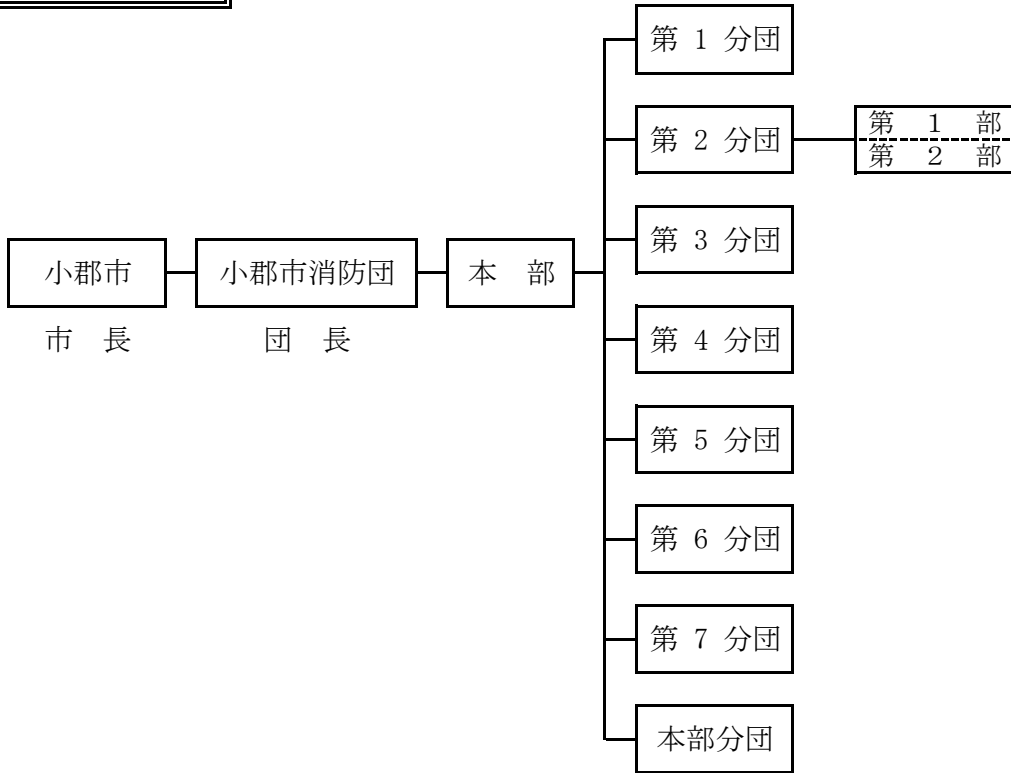 第 1 分団
第 2 分団
第 1 部
第 2 部
第 3 分団
小郡市
小郡市消防団
本 部
市 長
団 長
第 4 分団
第 5 分団
第 6 分団
第 7 分団
本部分団